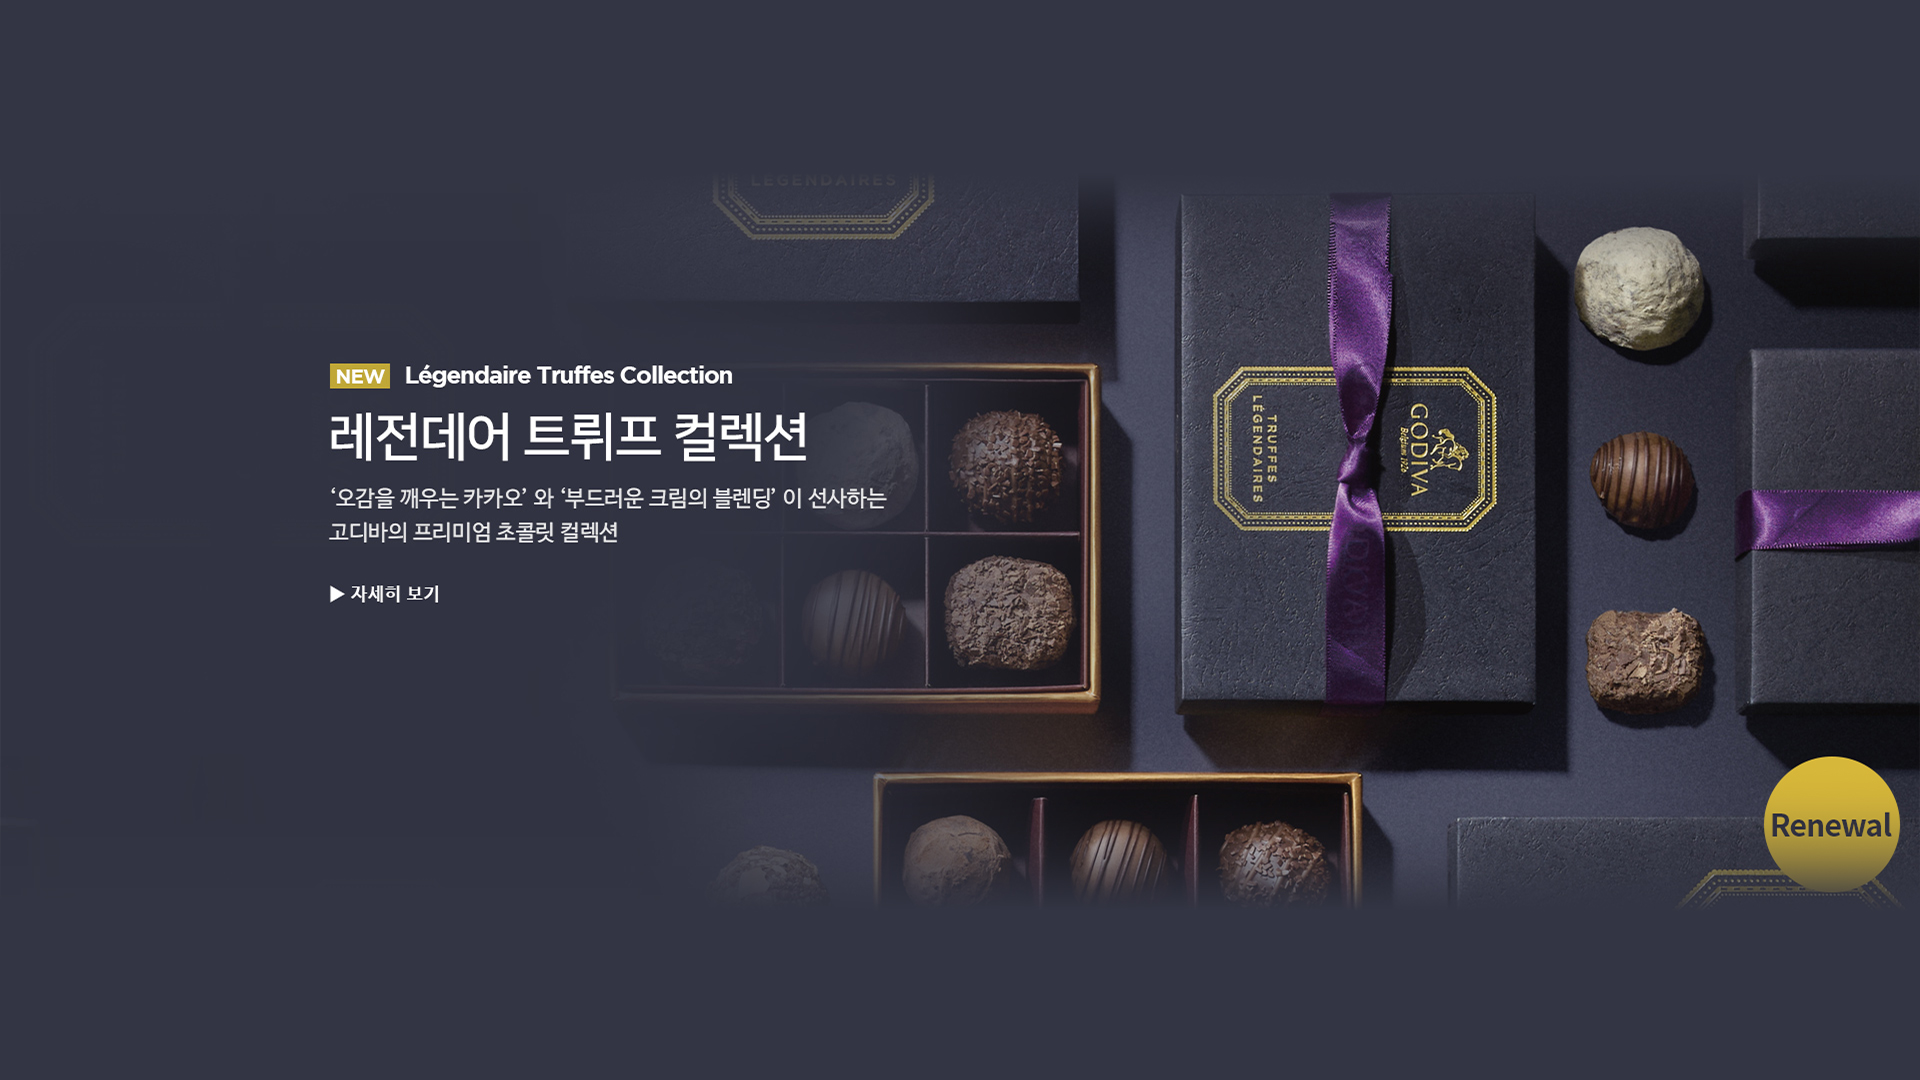 LÉGENDAIRES
NEW Légendaire Truffes Collection
레전데어 트뤼프 컬렉션
‘오감을 깨우는 카카오’ 와 ‘부드러운 크림의 블렌딩’ 이 선사하는
고디바의 프리미엄 초콜릿 컬렉션
▶ 자세히 보기
GODIVA
Belgium 1926
TRUFFES
LÉGENDAIRES
Renewal